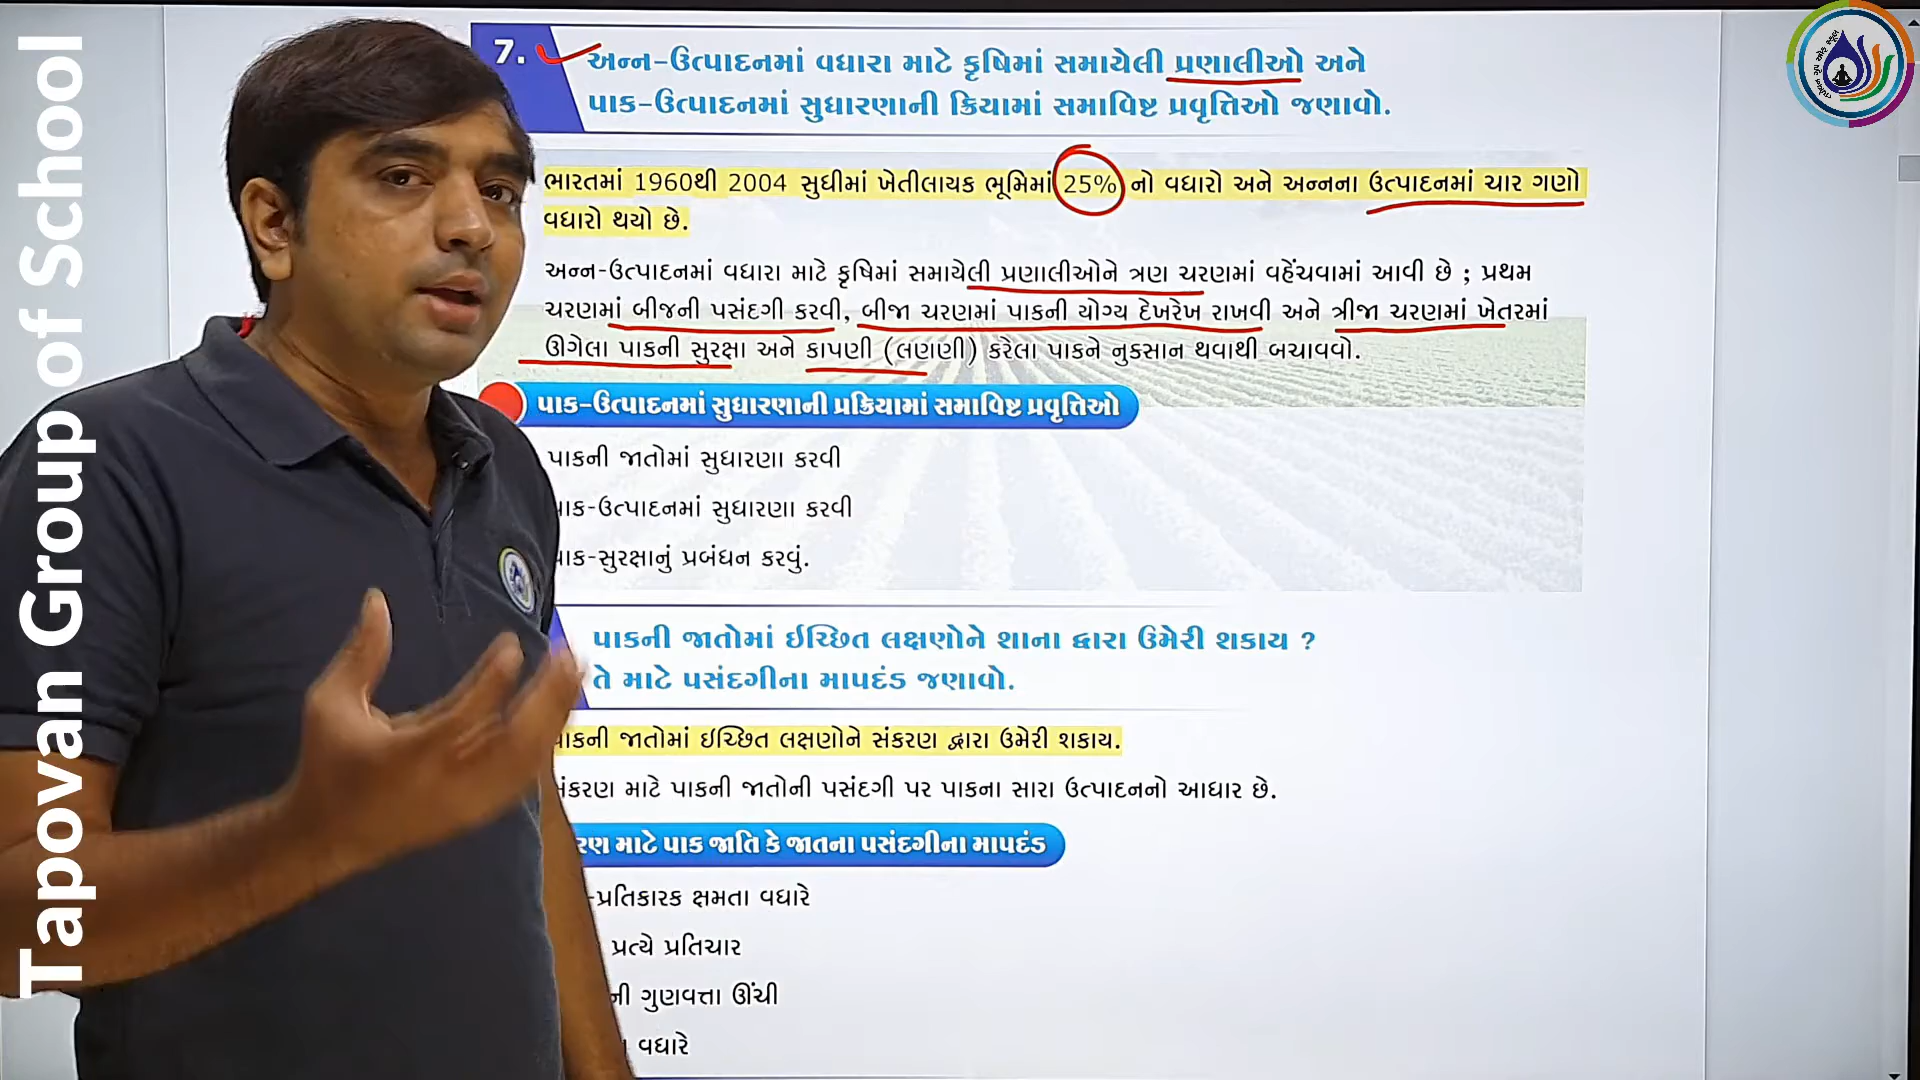 Tapovan Group of School
7.
અન્ન-ઉત્પાદનમાં વધારા માટે કૃષિમાં સમાયેલી પ્રણાલીઓ અને
પાક-ઉત્પાદનમાં સુધારણાની ક્રિયામાં સમાવિષ્ટ પ્રવૃત્તિઓ જણાવો.
ભારતમાં 1960થી 2004 સુધીમાં ખેતીલાયક ભૂમિમાં 25% નો વધારો અને અન્નના ઉત્પાદનમાં ચાર ગણો
વધારો થયો છે.
અન્ન-ઉત્પાદનમાં વધારા માટે કૃષિમાં સમાયેલી પ્રણાલીઓને ત્રણ ચરણમાં વહેંચવામાં આવી છે ; પ્રથમ
ચરણમાં બીજની પસંદગી કરવી, બીજા ચરણમાં પાકની યોગ્ય દેખરેખ રાખવી અને ત્રીજા ચરણમાં ખેતરમાં
ઊગેલા પાકની સુરક્ષા અને કાપણી (લણણી) કરેલા પાકને નુક્સાન થવાથી બચાવવો.
પાક-ઉત્પાદનમાં સુધારણાની પ્રક્રિયામાં સમાવિષ્ટ પ્રવૃત્તિઓ
પાકની જાતોમાં સુધારણા કરવી
પાક-ઉત્પાદનમાં સુધારણા કરવી
પાક-સુરક્ષાનું પ્રબંધન કરવું.
પાકની જાતોમાં ઈચ્છિત લક્ષણોને શાના દ્વારા ઉમેરી શકાય ?
તે માટે પસંદગીના માપદંડ જણાવો.
પાકની જાતોમાં ઇચ્છિત લક્ષણોને સંકરણ દ્વારા ઉમેરી શકાય.
સંકરણ માટે પાકની જાતોની પસંદગી પર પાકના સારા ઉત્પાદનનો આધાર છે.
રણ માટે પાક જાતિ કે જાતના પસંદગીના માપદંડ
-પ્રતિકારક ક્ષમતા વધારે
પ્રત્યે પ્રતિચાર
ની ગુણવત્તા ઊંચી
વધારે